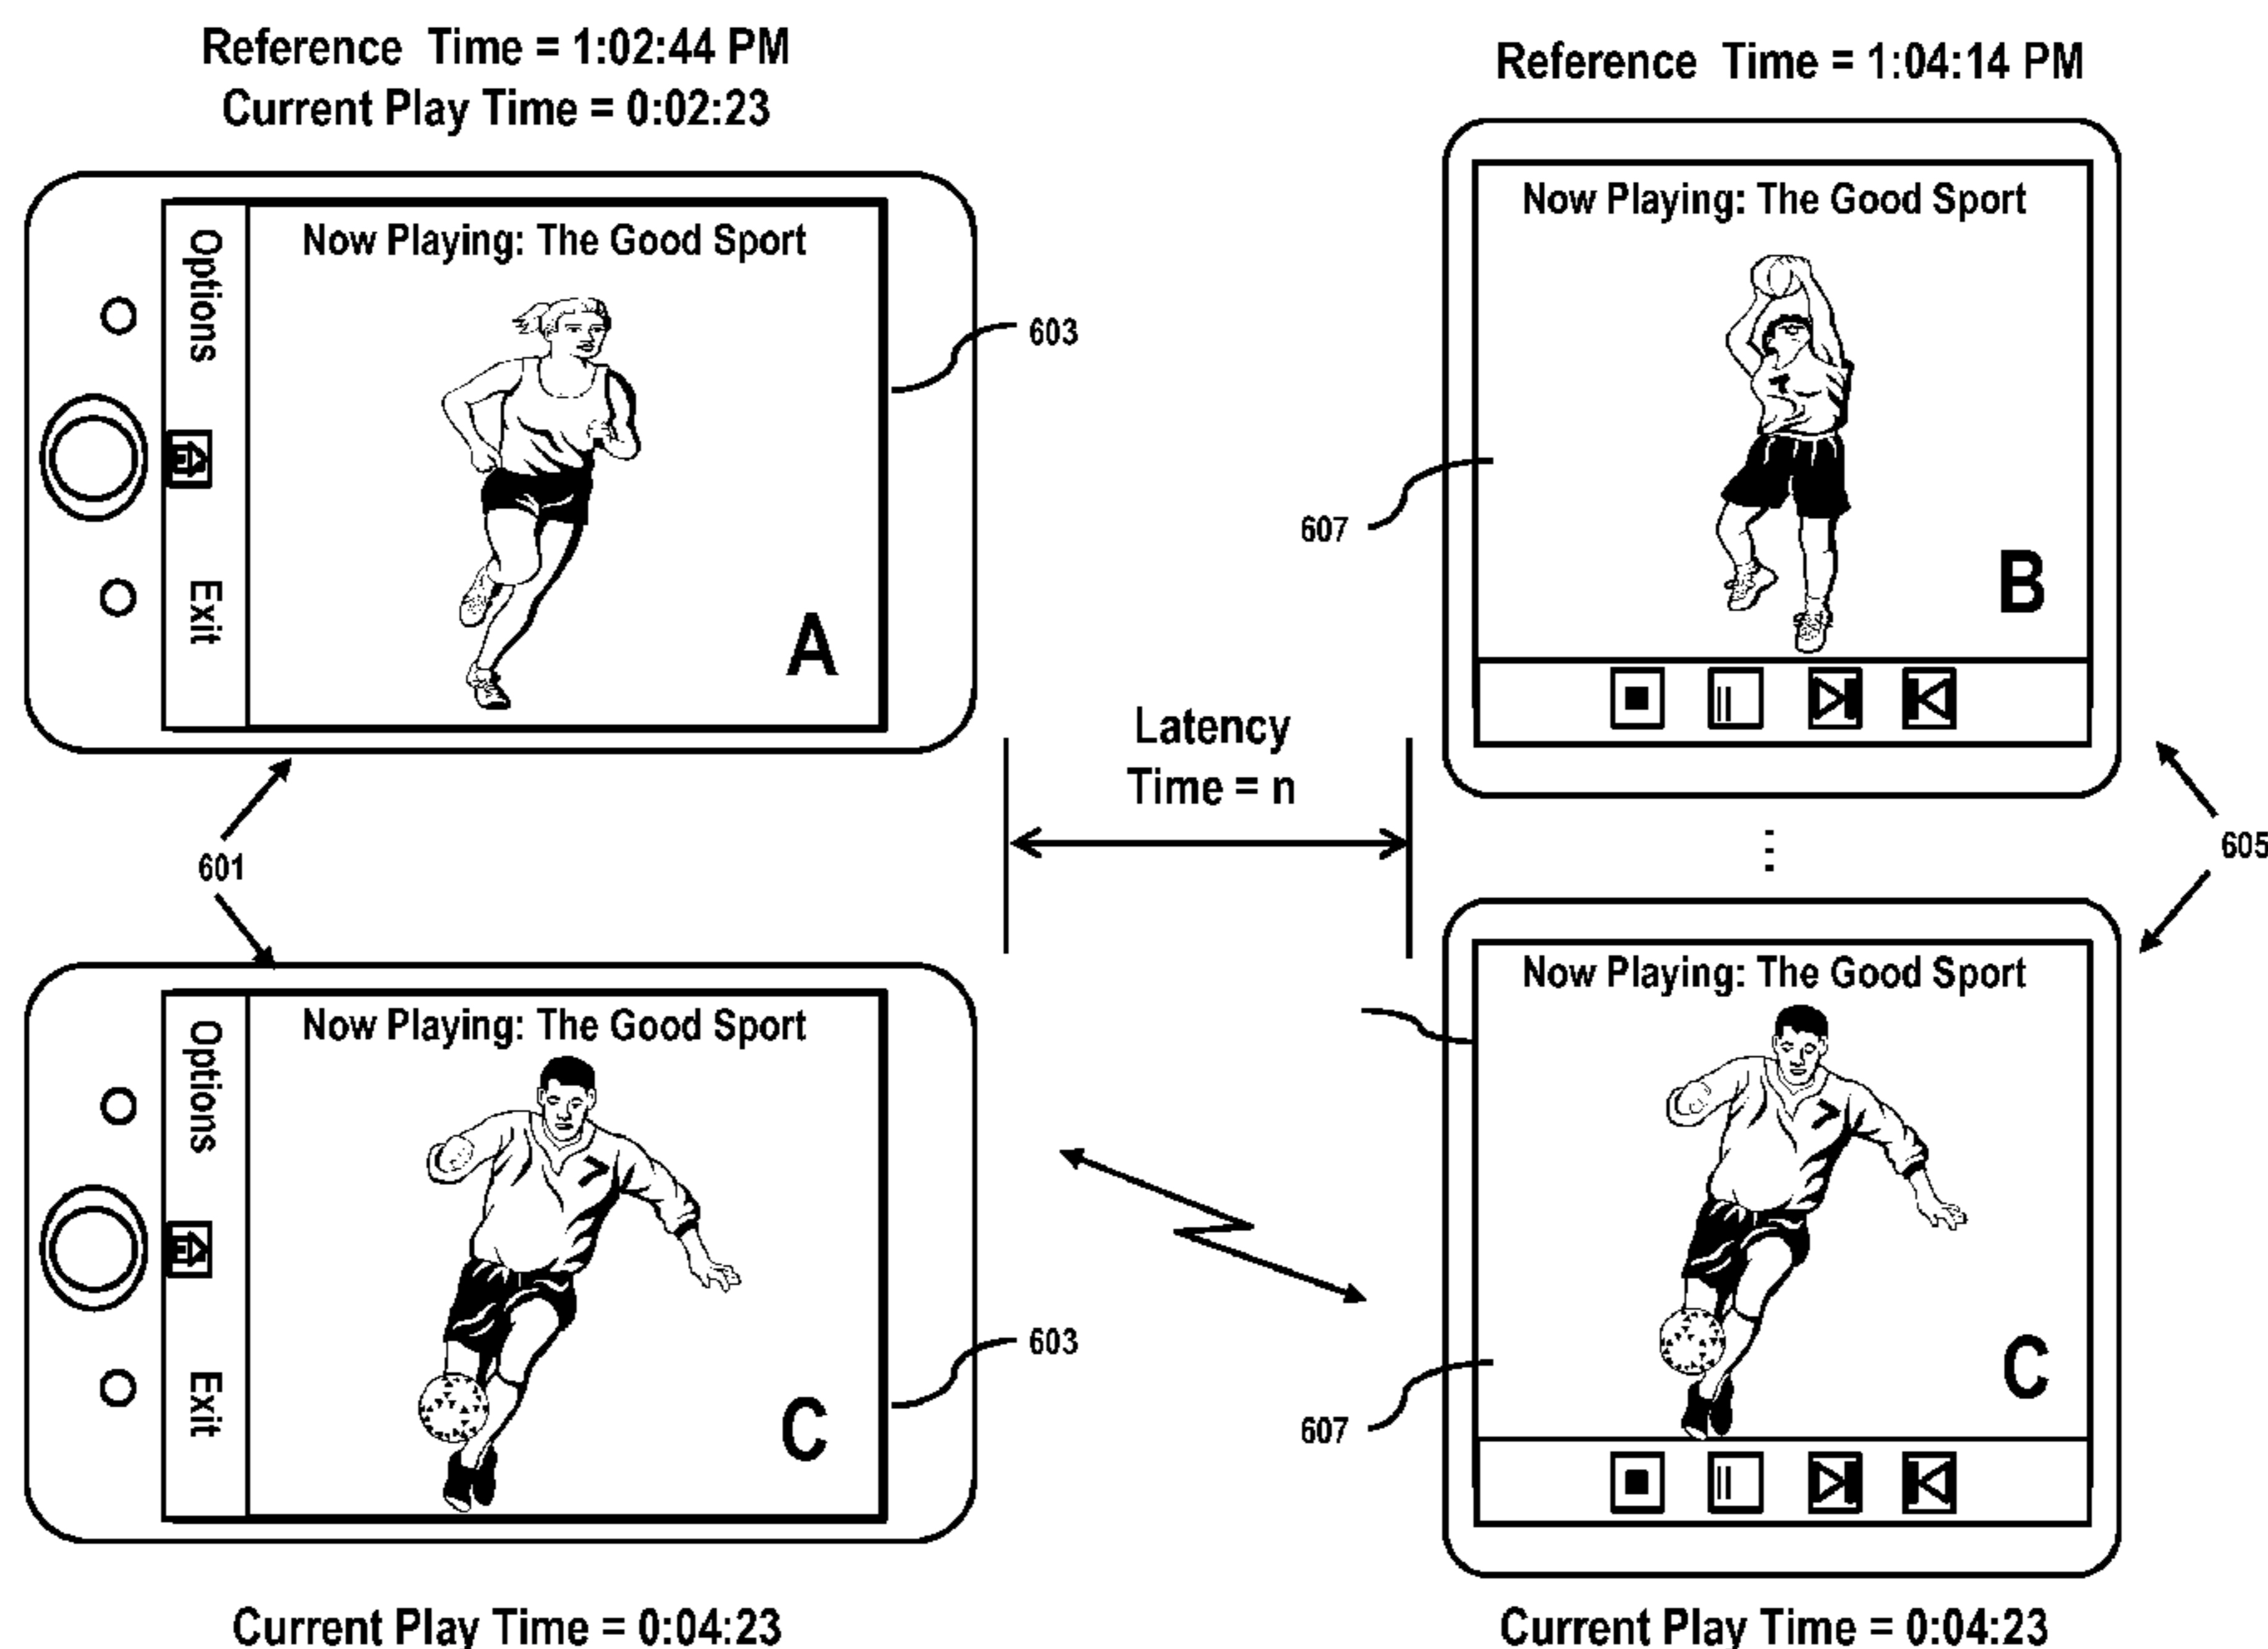 Reference Time = 1:02:44 PM
Current Play Time = 0:02:23
Options
Exit
Now Playing: The Good Sport
A
603
601
Latency
Time = n
Reference Time = 1:04:14 PM
Now Playing: The Good Sport
B
607
605
Options
Exit
Now Playing: The Good Sport
7
C
603
Current Play Time = 0:04:23
Now Playing: The Good Sport
7
C
607
Current Play Time = 0:04:23